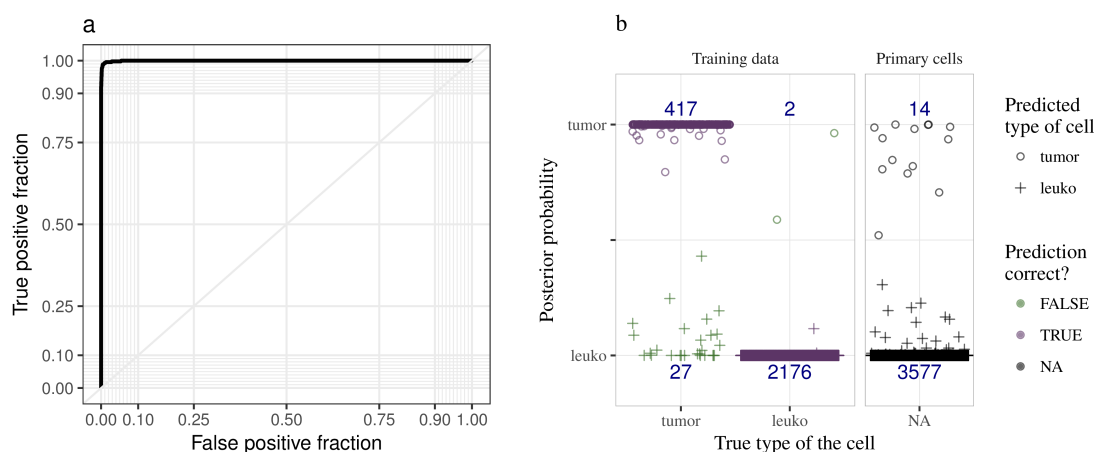 a
1.00
0.90
0.75
0.50
0.25
0.10
0.00
True positive fraction
0.00 0.10 0.25 0.50 0.75 0.90 1.00
False positive fraction
b
Training data Primary cells
417 2 14
tumor
leuko
27 2176 3577
Posterior probability
tumor leuko NA
True type of the cell
Predicted
type of cell
tumor
leuko
Prediction
correct?
FALSE
TRUE
NA